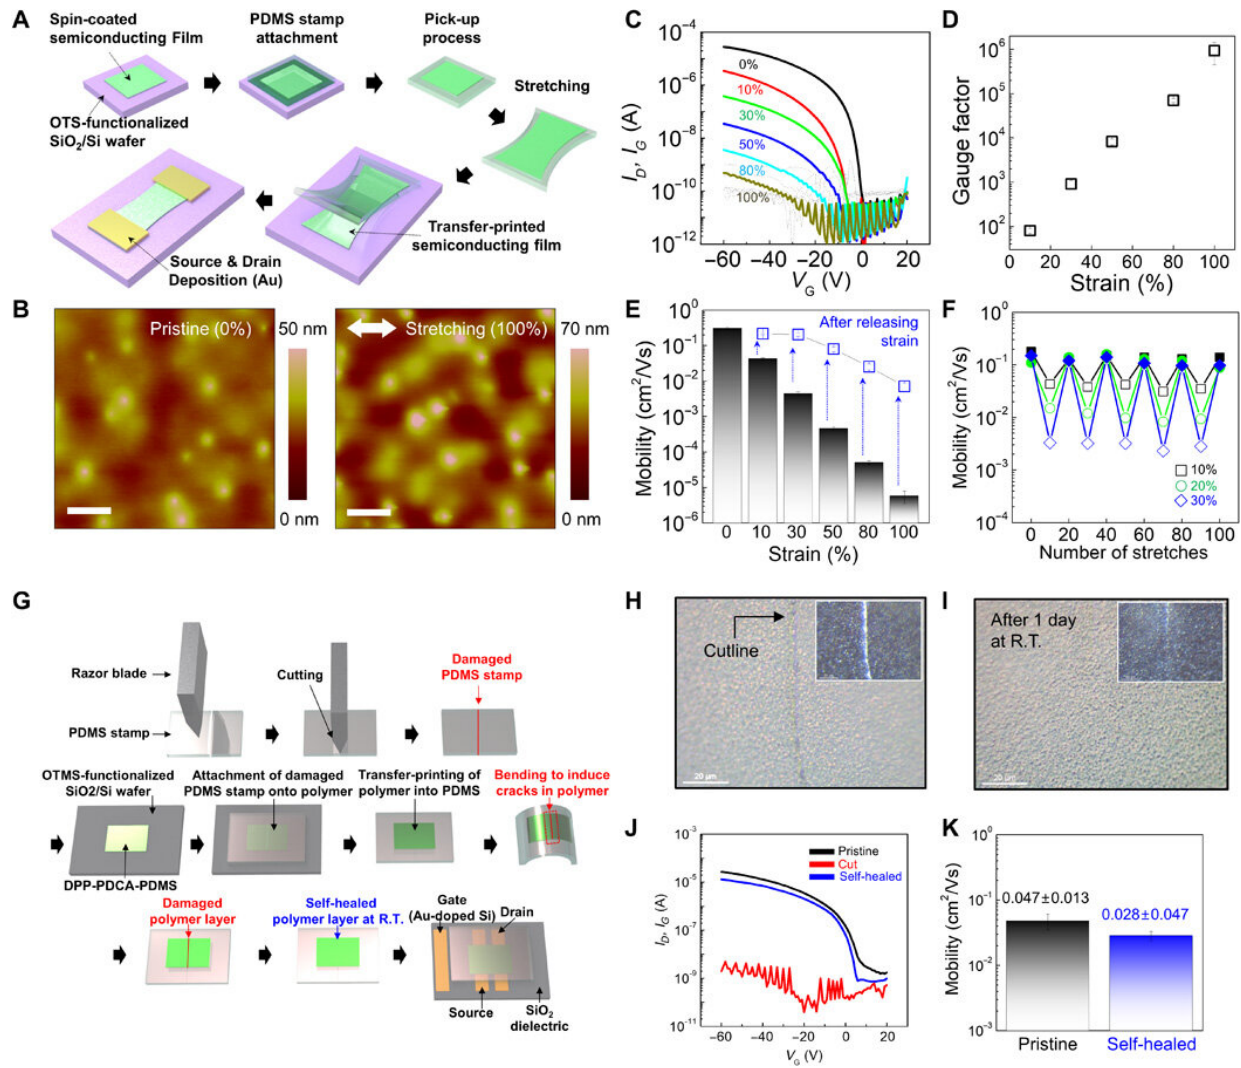 A
Spin-coated
semiconducting Film
PDMS stamp
attachment
Pick-up
process
Stretching
OTS-functionalized
SiO2/Si wafer
Transfer-printed
semiconducting film
Source & Drain
Deposition (Au)
B
Pristine (0%)
50 nm
0 nm
Stretching (100%)
70 nm
0 nm
C
10⁻⁴
10⁻⁶
10⁻⁸
10⁻¹⁰
10⁻¹²
ID, IG (A)
0%
10%
30%
50%
80%
100%
−60 −40 −20 0 20
VG (V)
D
10⁶
10⁵
10⁴
10³
10²
Gauge factor
0 20 40 60 80 100
Strain (%)
E
10⁰
10⁻¹
10⁻²
10⁻³
10⁻⁴
10⁻⁵
10⁻⁶
Mobility (cm²/Vs)
After releasing
strain
0 10 30 50 80 100
Strain (%)
F
10⁰
10⁻¹
10⁻²
10⁻³
10⁻⁴
Mobility (cm²/Vs)
10%
20%
30%
0 20 40 60 80 100
Number of stretches
G
Razor blade
PDMS stamp
Cutting
Damaged
PDMS stamp
OTMS-functionalized
SiO2/Si wafer
Attachment of damaged
PDMS stamp onto polymer
Transfer-printing of
polymer into PDMS
Bending to induce
cracks in polymer
DPP-PDCA-PDMS
Damaged
polymer layer
Self-healed
polymer layer at R.T.
Gate
(Au-doped Si)
Drain
Source
SiO2
dielectric
H
Cutline
20 μm
I
After 1 day
at R.T.
20 μm
J
10⁻³
10⁻⁵
10⁻⁷
10⁻⁹
10⁻¹¹
ID, IG (A)
Pristine
Cut
Self-healed
−60 −40 −20 0 20
VG (V)
K
10⁰
10⁻¹
10⁻²
10⁻³
Mobility (cm²/Vs)
0.047±0.013
0.028±0.047
Pristine
Self-healed